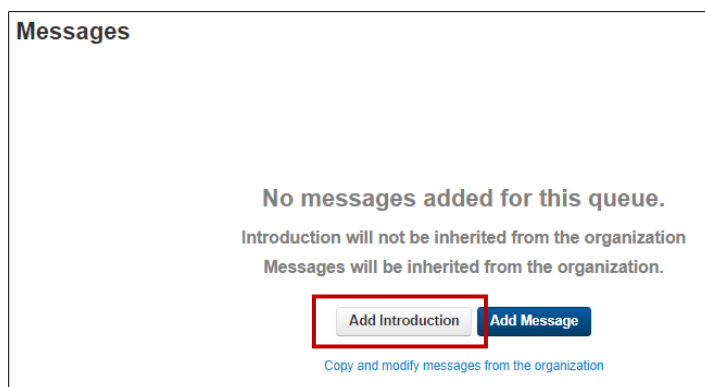 Messages
No messages added for this queue.
Introduction will not be inherited from the organization
Messages will be inherited from the organization.
Add Introduction Add Message
Copy and modify messages from the organization